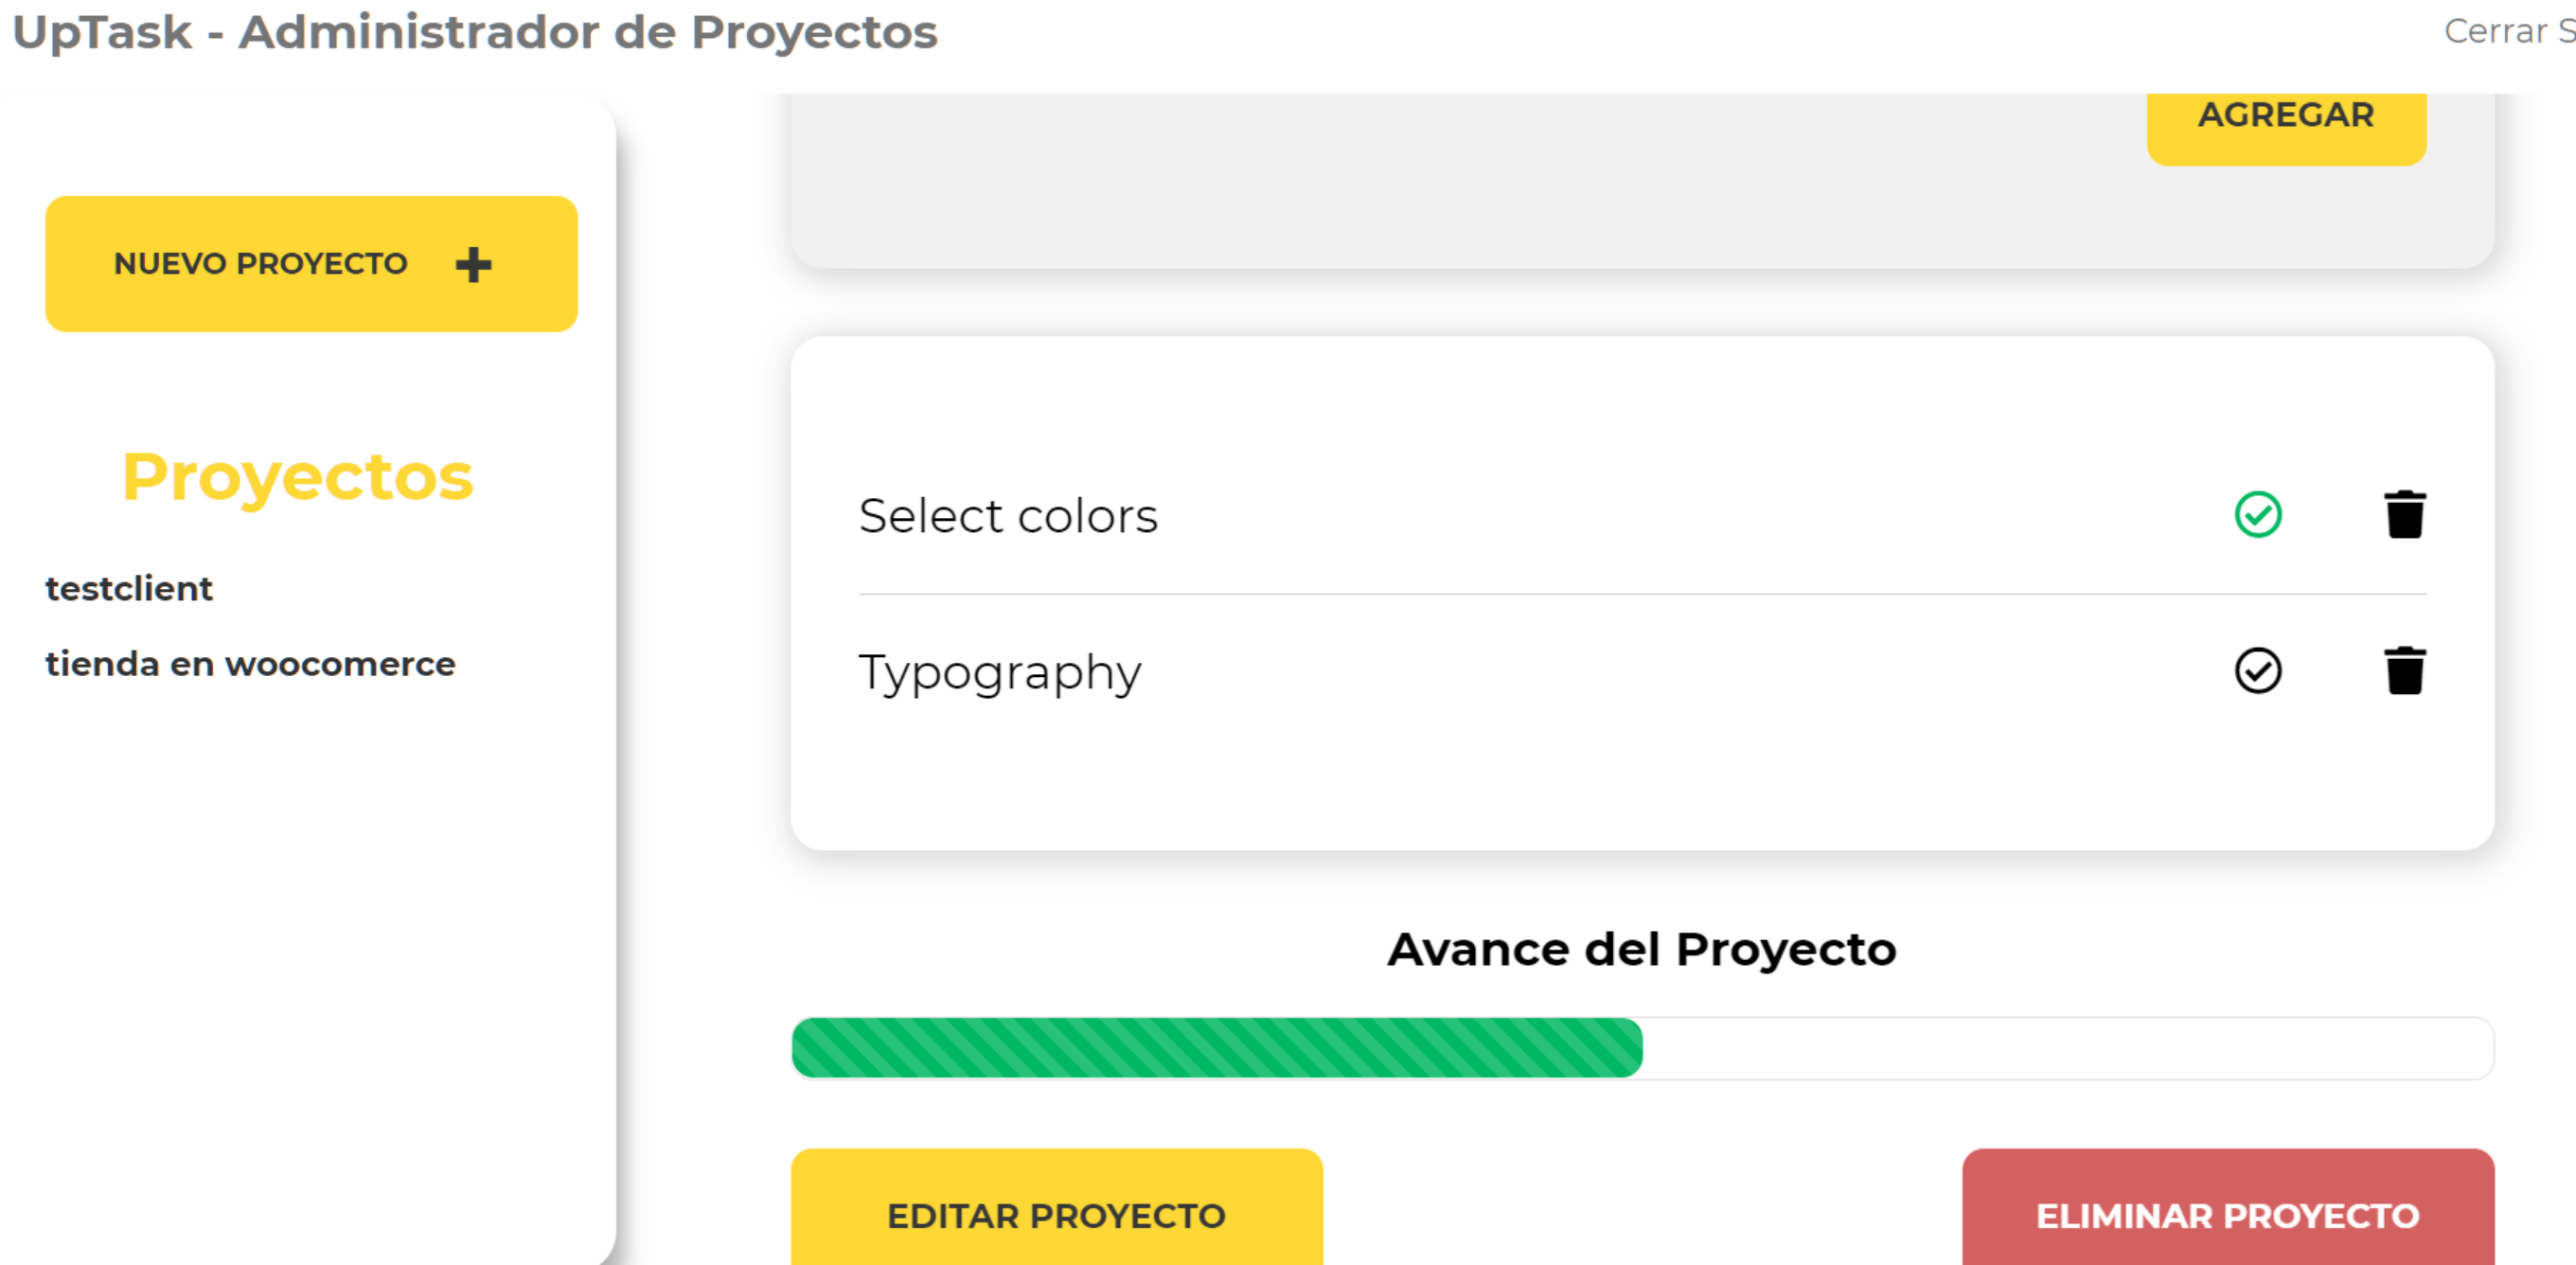 UpTask - Administrador de Proyectos
Cerrar S
NUEVO PROYECTO
Proyectos
testclient
tienda en woocomerce
AGREGAR
Select colors
Typography
Avance del Proyecto
EDITAR PROYECTO
ELIMINAR PROYECTO